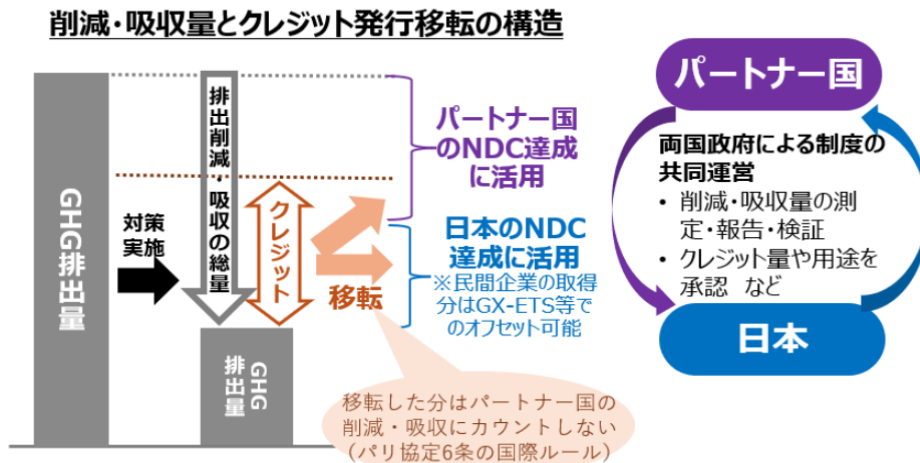 削減・吸収量とクレジット発行移転の構造
GHG排出量
対策
実施
排出削減・吸収の総量
GHG
排出量
クレジット
移転
パートナー国
のNDC達成
に活用
日本のNDC
達成に活用
※民間企業の取得
分はGX-ETS等で
のオフセット可能
移転した分はパートナー国の
削減・吸収にカウントしない
（パリ協定6条の国際ルール）
パートナー国
両国政府による制度の
共同運営
• 削減・吸収量の測
定・報告・検証
• クレジット量や用途を
承認 など
日本